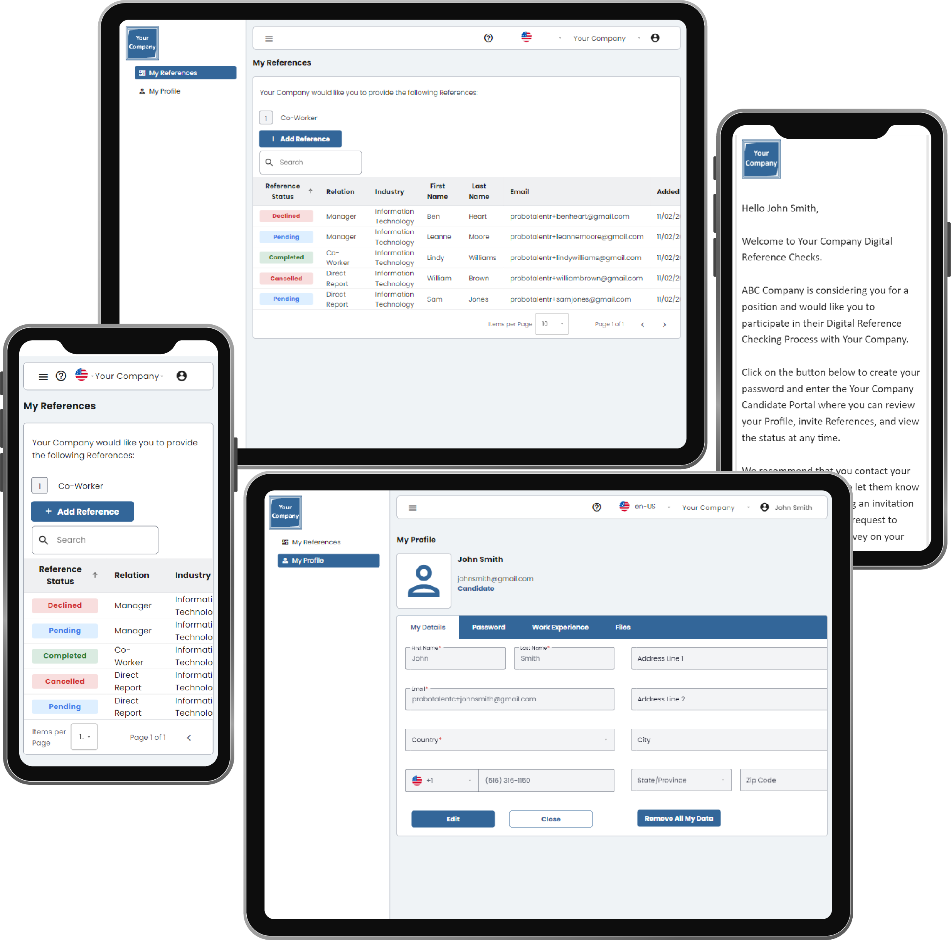 Your
Company
My References
My Profile
Your Company
My References
Your Company would like you to provide the following References
1 Co-Worker
Add Reference
Search
Reference Status ↑ Relation Industry First Name Last Name Email Added
Declined Manager Information Technology Ben Heart probotalentr+benheart@gmail.com 11/02/2
Pending Manager Information Technology Leanne Moore probotalentr+leannemoore@gmail.com 11/02/2
Completed Co-Worker Information Technology Lindy Williams probotalentr+lindywilliams@gmail.com 11/02/2
Cancelled Direct Report Information Technology William Brown probotalentr+williambrown@gmail.com 11/02/2
Pending Direct Report Information Technology Sam Jones probotalentr+samjones@gmail.com 11/02/2
Items per Page 10 Page 1 of 1 < >
Your
Company
Hello John Smith,
Welcome to Your Company Digital
Reference Checks.
ABC Company is considering you for a
position and would like you to
participate in their Digital Reference
Checking Process with Your Company.
Click on the button below to create your
password and enter the Your Company
Candidate Portal where you can review
your Profile, invite References, and view
the status at any time.
We recommend that you contact your
let them know
an invitation
request to
vey on your
Your Company
My References
Your Company would like you to provide
the following References:
1 Co-Worker
+ Add Reference
Search
Reference Status ↑ Relation Industry
Declined Manager Informati Technolo
Pending Manager Informati Technolo
Completed Co-Worker Informati Technolo
Cancelled Direct Report Informati Technolo
Pending Direct Report Informati Technolo
Items per Page 1.. Page 1 of 1 <
Your
Company
My References
My Profile
en-US Your Company John Smith
My Profile
John Smith
johnsmith@gmail.com
Candidate
My Details Password Work Experience Files
First Name* Last Name*
John Smith Address Line 1
Email*
probotalentr+johnsmith@gmail.com Address Line 2
Country* City
+1 (516) 316-1150 State/Province Zip Code
Edit Close Remove All My Data